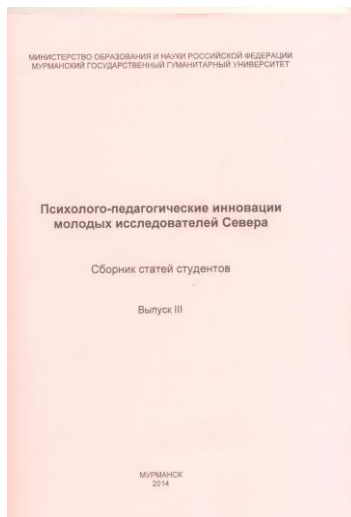 МИНИСТЕРСТВО ОБРАЗОВАНИЯ И НАУКИ РОССИЙСКОЙ ФЕДЕРАЦИИ
МУРМАНСКИЙ ГОСУДАРСТВЕННЫЙ ГУМАНИТАРНЫЙ УНИВЕРСИТЕТ
Психолого-педагогические инновации
молодых исследователей Севера
Сборник статей студентов
Выпуск III
МУРМАНСК
2014